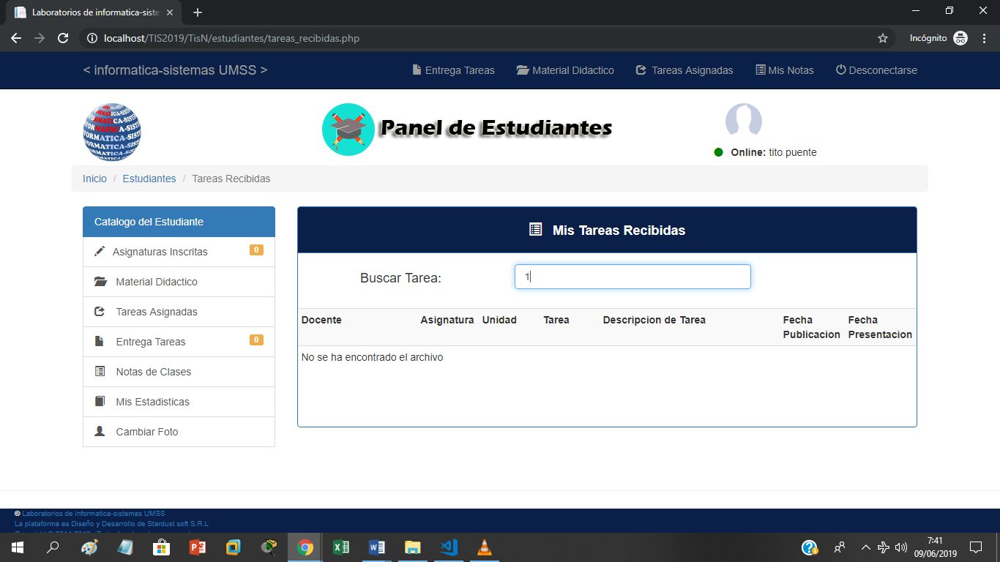 Laboratorios de informatica-siste
localhost/TIS2019/TisN/estudiantes/tareas_recibidas.php
Incógnito
< informatica-sistemas UMSS >
Entrega Tareas
Material Didactico
Tareas Asignadas
Mis Notas
Desconectarse
Panel de Estudiantes
Online: tito puente
Inicio / Estudiantes / Tareas Recibidas
Catalogo del Estudiante
Asignaturas Inscritas 0
Material Didactico
Tareas Asignadas
Entrega Tareas 0
Notas de Clases
Mis Estadisticas
Cambiar Foto
Mis Tareas Recibidas
Buscar Tarea: 1
Docente Asignatura Unidad Tarea Descripcion de Tarea Fecha Publicacion Fecha Presentacion
No se ha encontrado el archivo
© Laboratorios de informatica-sistemas UMSS
La plataforma es Diseño y Desarrollo de Stardust soft S.R.L
7:41
09/06/2019